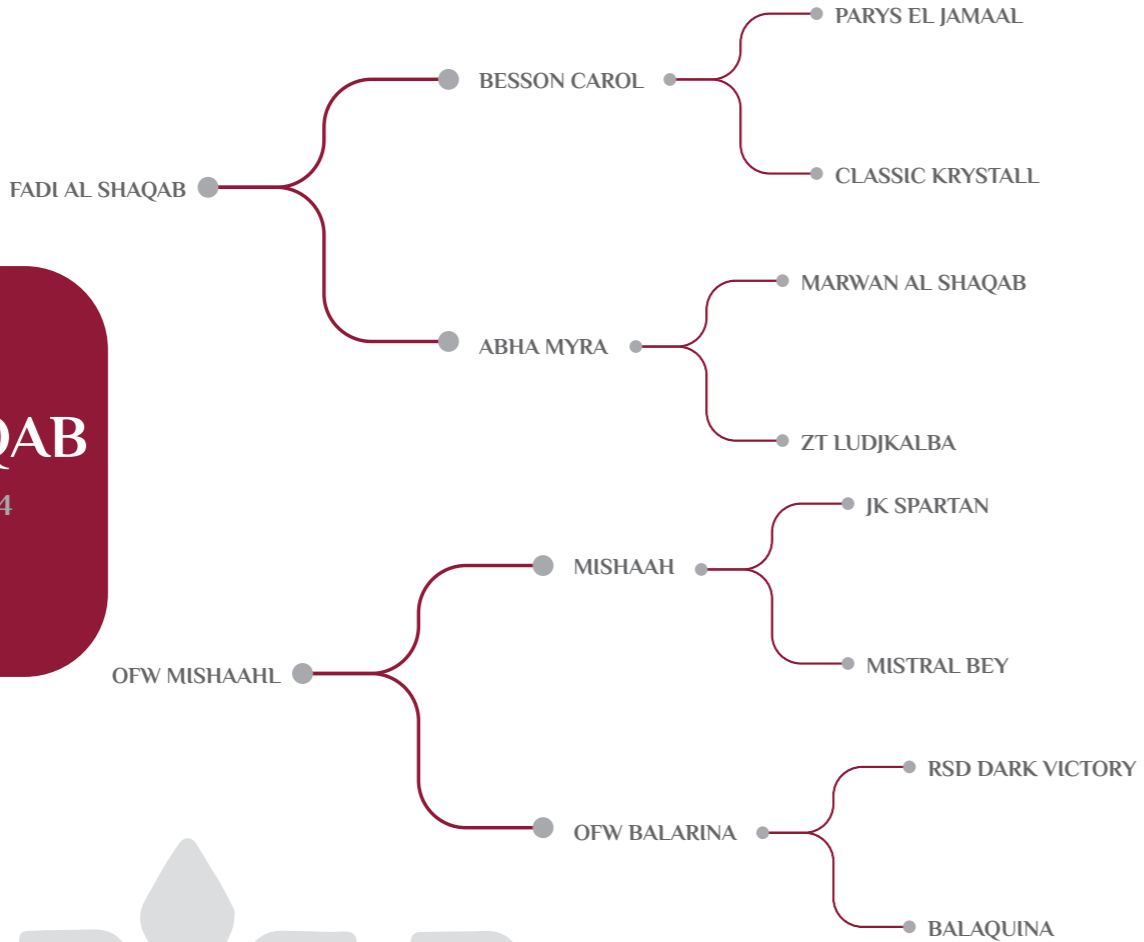 PARYS EL JAMAAL
BESSON CAROL
CLASSIC KRYSTALL
FADI AL SHAQAB
MARWAN AL SHAQAB
ABHA MYRA
ZT LUDJKALBA
QAB
4
JK SPARTAN
MISHAAH
MISTRAL BEY
OFW MISHAAHL
RSD DARK VICTORY
OFW BALARINA
BALAQUINA